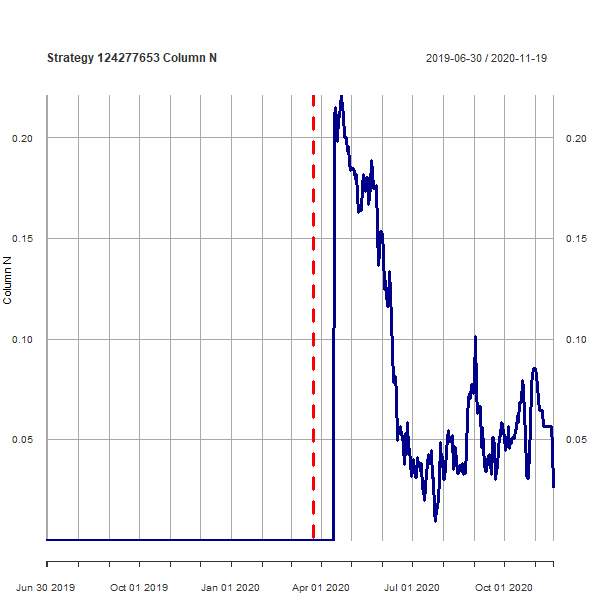 Strategy 124277653 Column N
2019-06-30 / 2020-11-19
0.20
0.20
0.15
0.15
Column N
0.10
0.10
0.05
0.05
Jun 30 2019
Oct 01 2019
Jan 01 2020
Apr 01 2020
Jul 01 2020
Oct 01 2020